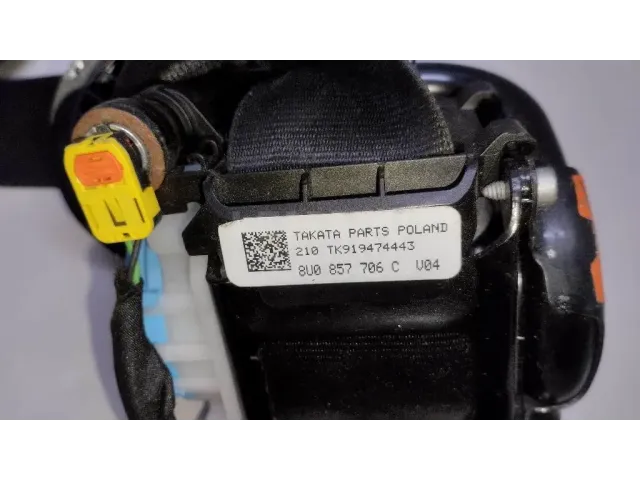 TAKATA PARTS POLAND
210 TK919474443
8U0 857 706 C V04
L